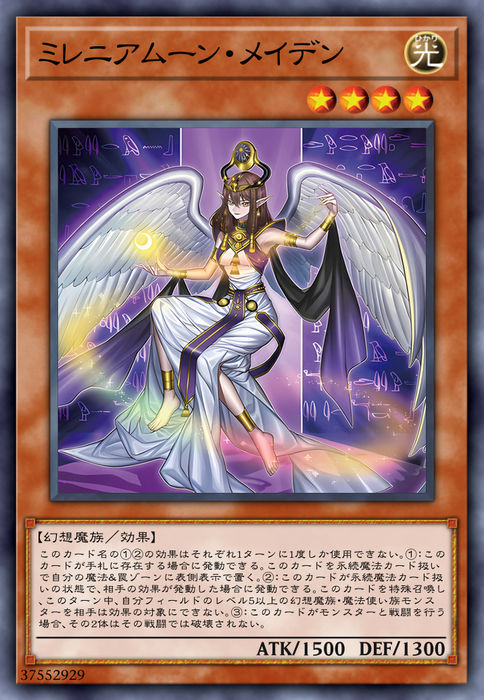 ミレニアムーン・メイデン
ひかり
光
【幻想魔族／効果】
このカード名の①②の効果はそれぞれ1ターンに1度しか使用できない。①：この
カードが手札に存在する場合に発動できる。このカードを永続魔法カード扱い
で自分の魔法&罠ゾーンに表側表示で置く。②：このカードが永続魔法カード扱
いの状態で、相手の効果が発動した場合に発動できる。このカードを特殊召喚し、
このターン中、自分フィールドのレベル5以上の幻想魔族・魔法使い族モンス
ターを相手は効果の対象にできない。③：このカードがモンスターと戦闘を行う
場合、その2体はその戦闘では破壊されない。
ATK/1500 DEF/1300
37552929